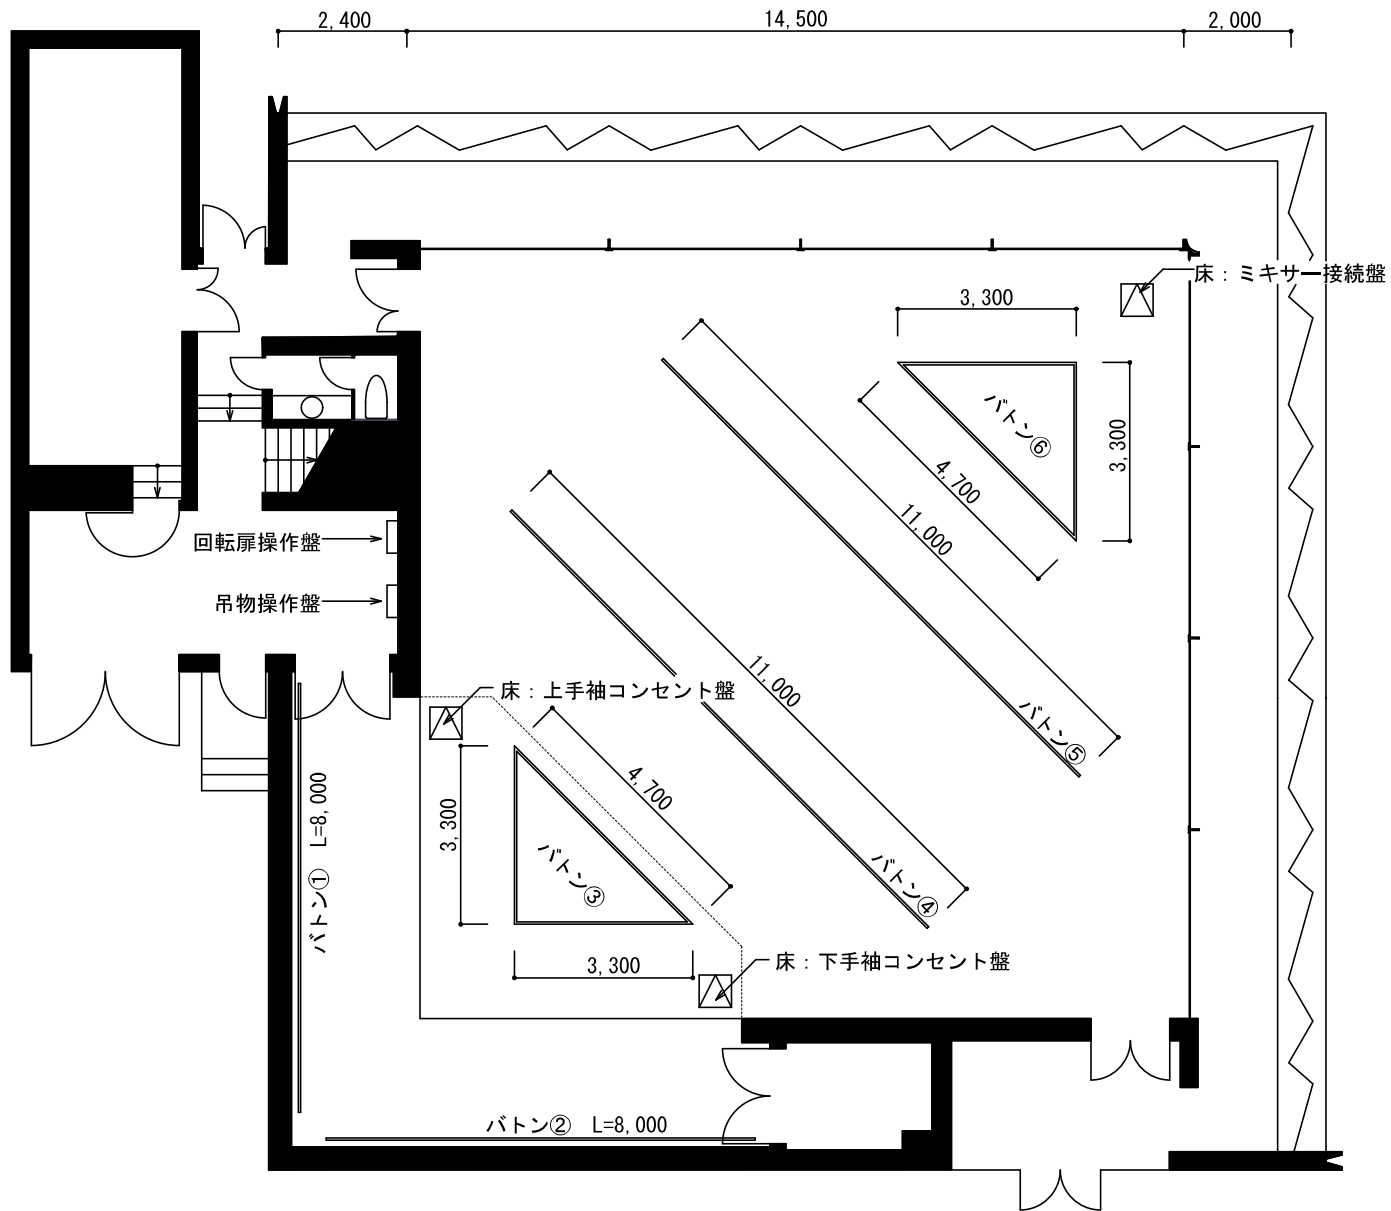 2,400
14,500
2,000
床：ミキサー接続盤
3,300
バトン⑥
3,300
4,700
11,000
回転扉操作盤
吊物操作盤
11,000
床：上手袖コンセント盤
バトン⑤
4,700
バトン① L=8,000
3,300
バトン③
バトン④
3,300
床：下手袖コンセント盤
バトン② L=8,000